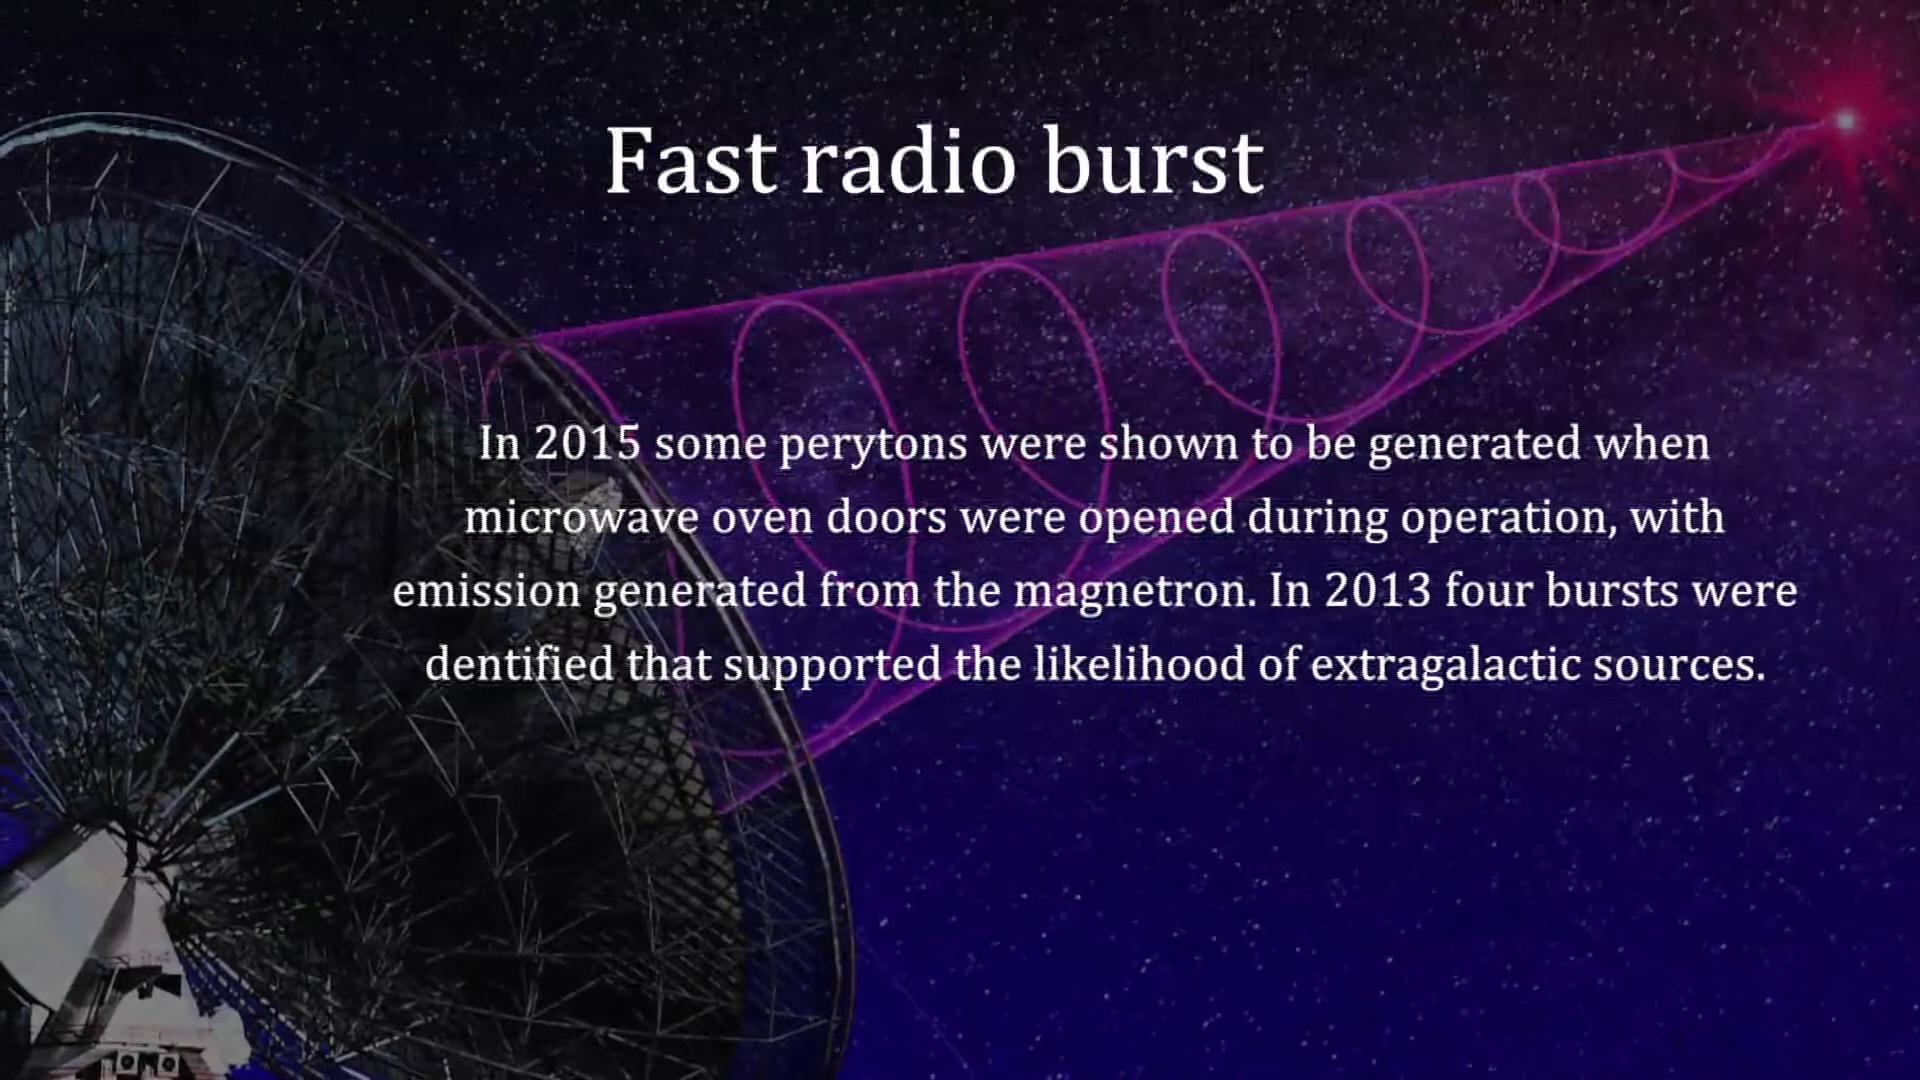 Fast radio burst
In 2015 some perytons were shown to be generated when
microwave oven doors were opened during operation, with
emission generated from the magnetron. In 2013 four bursts were
dentified that supported the likelihood of extragalactic sources.